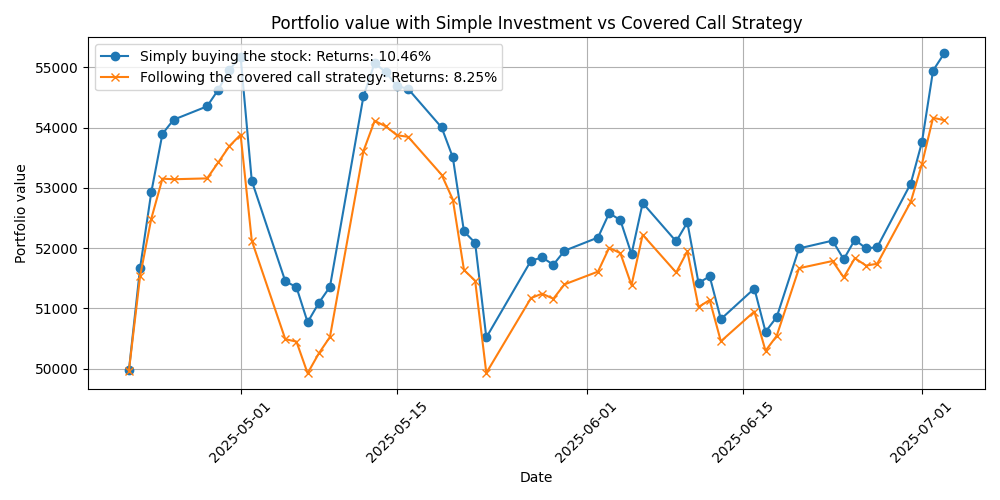 Portfolio value with Simple Investment vs Covered Call Strategy
Simply buying the stock: Returns: 10.46%
Following the covered call strategy: Returns: 8.25%
Portfolio value
55000
54000
53000
52000
51000
50000
2025-05-01
2025-05-15
2025-06-01
2025-06-15
2025-07-01
Date